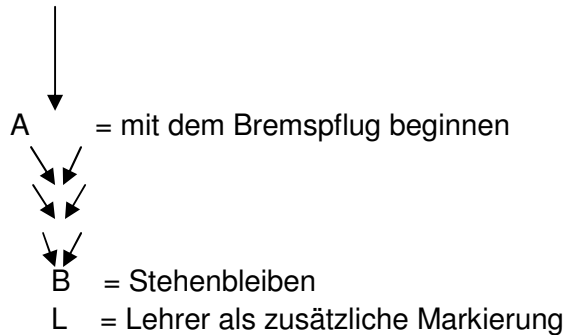 A = mit dem Bremspflug beginnen
B = Stehenbleiben
L = Lehrer als zusätzliche Markierung